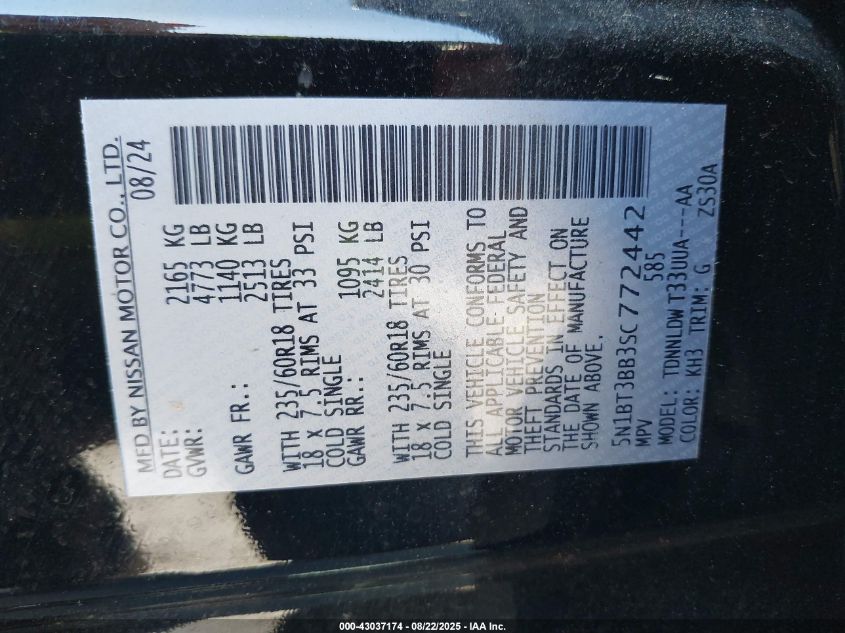 MFD BY NISSAN MOTOR CO., LTD.
DATE: 08/24
GVWR: 2165 KG
4773 LB
GAWR FR.: 1140 KG
2513 LB
WITH 235/60R18 TIRES
18 X 7.5 RIMS AT 33 PSI
COLD SINGLE
GAWR RR.: 1095 KG
2414 LB
WITH 235/60R18 TIRES
18 X 7.5 RIMS AT 30 PSI
COLD SINGLE
THIS VEHICLE CONFORMS TO
ALL APPLICABLE FEDERAL
MOTOR VEHICLE SAFETY AND
THEFT PREVENTION
STANDARDS IN EFFECT ON
THE DATE OF MANUFACTURE
SHOWN ABOVE.
5N1BT3BB3SC772442
MPV 585
MODEL: TDNNLDW T33UUA---AA
COLOR: KH3 TRIM: G ZS30A
000-43037174 - 08/22/2025 - IAA Inc.